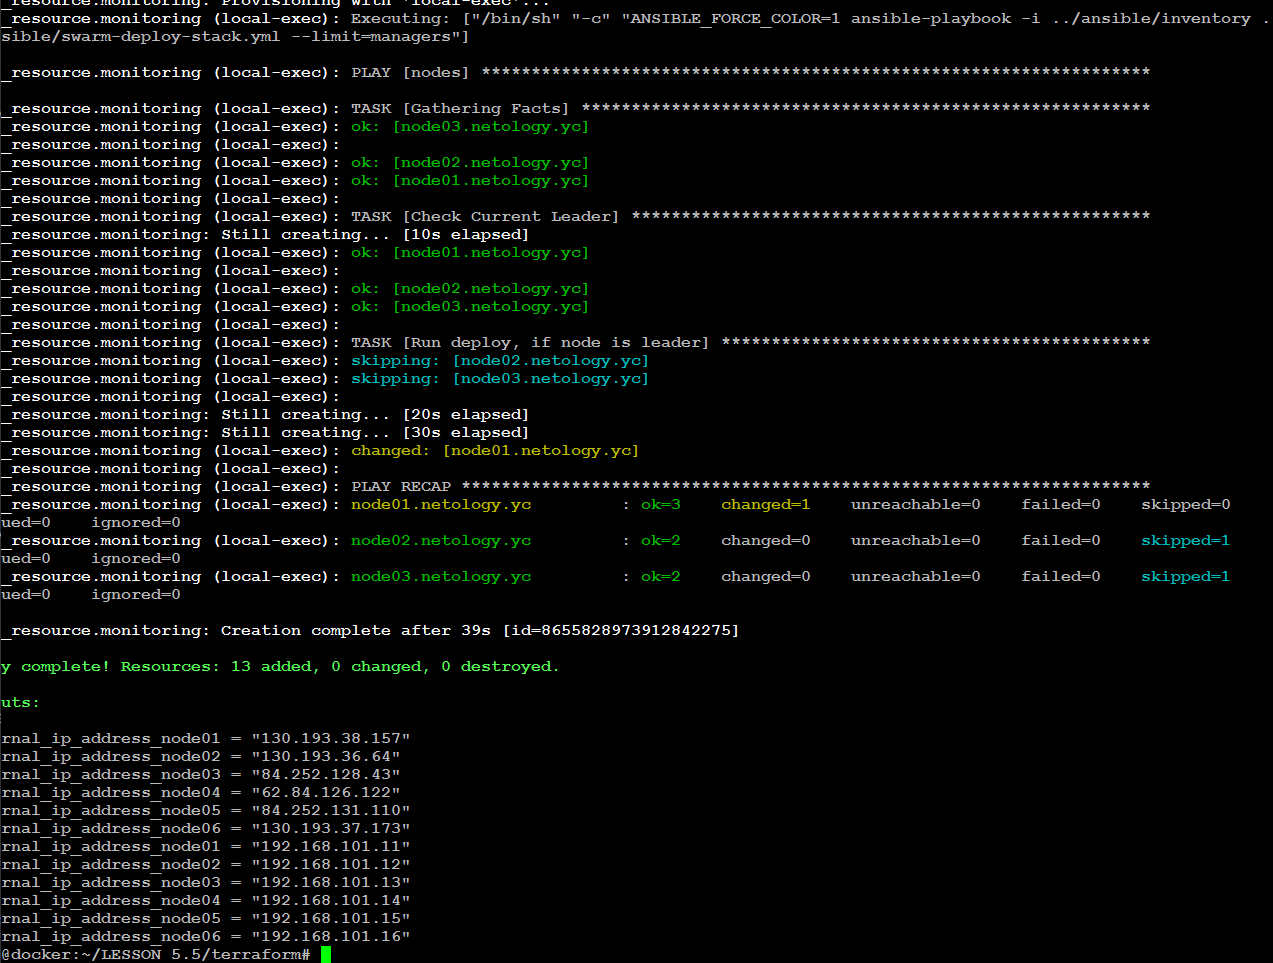 _resource.monitoring: Provisioning with 'local-exec'...
_resource.monitoring (local-exec): Executing: ["/bin/sh" "-c" "ANSIBLE_FORCE_COLOR=1 ansible-playbook -i ../ansible/inventory .
sible/swarm-deploy-stack.yml --limit=managers"]
_resource.monitoring (local-exec): PLAY [nodes] *******************************************************************
_resource.monitoring (local-exec): TASK [Gathering Facts] *********************************************************
_resource.monitoring (local-exec): ok: [node03.netology.yc]
_resource.monitoring (local-exec):
_resource.monitoring (local-exec): ok: [node02.netology.yc]
_resource.monitoring (local-exec): ok: [node01.netology.yc]
_resource.monitoring (local-exec):
_resource.monitoring (local-exec): TASK [Check Current Leader] ****************************************************
_resource.monitoring: Still creating... [10s elapsed]
_resource.monitoring (local-exec): ok: [node01.netology.yc]
_resource.monitoring (local-exec):
_resource.monitoring (local-exec): ok: [node02.netology.yc]
_resource.monitoring (local-exec): ok: [node03.netology.yc]
_resource.monitoring (local-exec):
_resource.monitoring (local-exec): TASK [Run deploy, if node is leader] *******************************************
_resource.monitoring (local-exec): skipping: [node02.netology.yc]
_resource.monitoring (local-exec): skipping: [node03.netology.yc]
_resource.monitoring (local-exec):
_resource.monitoring: Still creating... [20s elapsed]
_resource.monitoring: Still creating... [30s elapsed]
_resource.monitoring (local-exec): changed: [node01.netology.yc]
_resource.monitoring (local-exec):
_resource.monitoring (local-exec): PLAY RECAP *********************************************************************
_resource.monitoring (local-exec): node01.netology.yc : ok=3 changed=1 unreachable=0 failed=0 skipped=0
ued=0 ignored=0
_resource.monitoring (local-exec): node02.netology.yc : ok=2 changed=0 unreachable=0 failed=0 skipped=1
ued=0 ignored=0
_resource.monitoring (local-exec): node03.netology.yc : ok=2 changed=0 unreachable=0 failed=0 skipped=1
ued=0 ignored=0
_resource.monitoring: Creation complete after 39s [id=8655828973912842275]
y complete! Resources: 13 added, 0 changed, 0 destroyed.
uts:
rnal_ip_address_node01 = "130.193.38.157"
rnal_ip_address_node02 = "130.193.36.64"
rnal_ip_address_node03 = "84.252.128.43"
rnal_ip_address_node04 = "62.84.126.122"
rnal_ip_address_node05 = "84.252.131.110"
rnal_ip_address_node06 = "130.193.37.173"
rnal_ip_address_node01 = "192.168.101.11"
rnal_ip_address_node02 = "192.168.101.12"
rnal_ip_address_node03 = "192.168.101.13"
rnal_ip_address_node04 = "192.168.101.14"
rnal_ip_address_node05 = "192.168.101.15"
rnal_ip_address_node06 = "192.168.101.16"
@docker:~/LESSON 5.5/terraform#